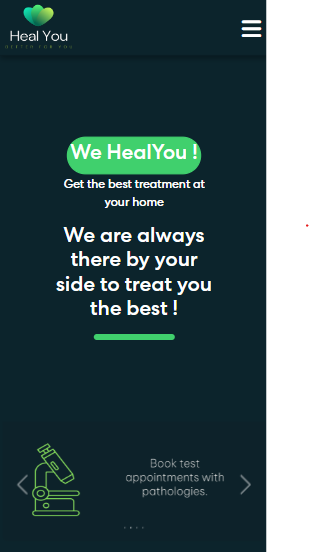 Heal You
BETTER FOR YOU
We HealYou !
Get the best treatment at
your home
We are always
there by your
side to treat you
the best !
Book test
appointments with
pathologies.